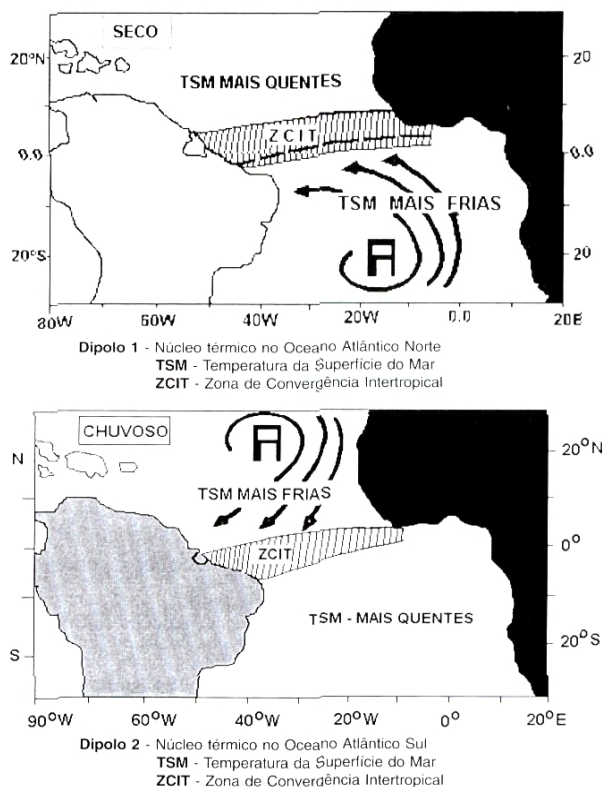 SECO
20°N
TSM MAIS QUENTES
20
ZCIT
0.0
0.0
TSM MAIS FRIAS
20°S
A
20
80W 60W 40W 20W 0.0 20E
Dipolo 1 - Núcleo térmico no Oceano Atlântico Norte
TSM - Temperatura da Superfície do Mar
ZCIT - Zona de Convergência Intertropical
CHUVOSO
A
N
20°N
TSM MAIS FRIAS
ZCIT
0°
TSM - MAIS QUENTES
S
20°S
90°W 60°W 40°W 20°W 0° 20°E
Dipolo 2 - Núcleo térmico no Oceano Atlântico Sul
TSM - Temperatura da Superfície do Mar
ZCIT - Zona de Convergência Intertropical